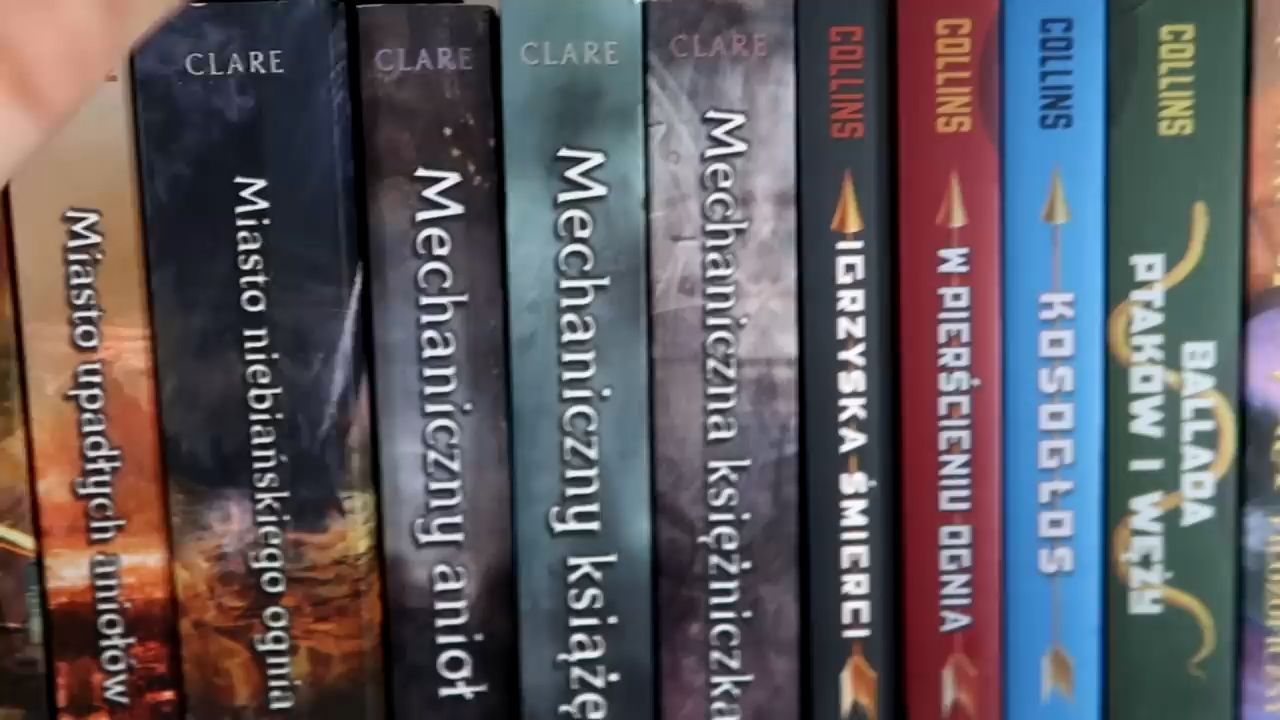 Miasto upadłych aniołów
CLARE
Miasto niebiańskiego ognia
CLARE
Mechaniczny anioł
CLARE
Mechaniczny książę
CLARE
Mechaniczna księżniczka
COLLINS
IGRZYSKA ŚMIERCI
COLLINS
W PIERŚCIENIU OGNIA
COLLINS
KOSOGŁOS
COLLINS
BALLADA
PTAKÓW I WĘŻY